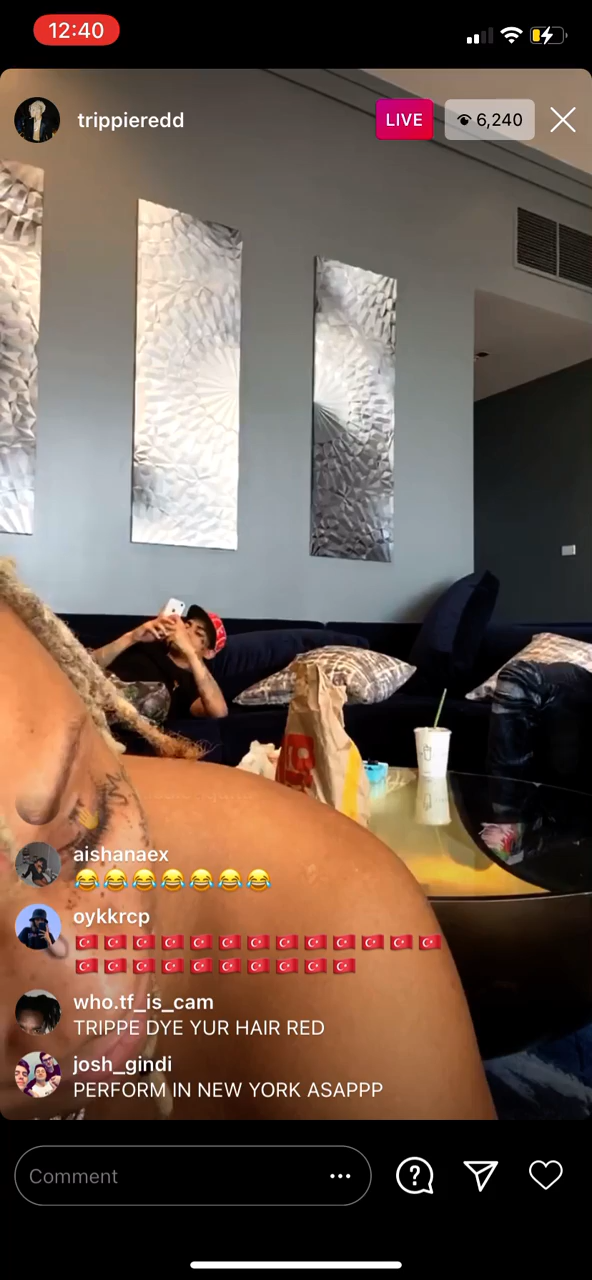 12:40
trippieredd
LIVE
6,240
aishanaex
😂😂😂😂😂😂😂
oykkrcp
🇹🇷🇹🇷🇹🇷🇹🇷🇹🇷🇹🇷🇹🇷🇹🇷🇹🇷🇹🇷🇹🇷🇹🇷🇹🇷
🇹🇷🇹🇷🇹🇷🇹🇷🇹🇷🇹🇷🇹🇷🇹🇷🇹🇷🇹🇷
who.tf_is_cam
TRIPPE DYE YUR HAIR RED
josh_gindi
PERFORM IN NEW YORK ASAPPP
Comment